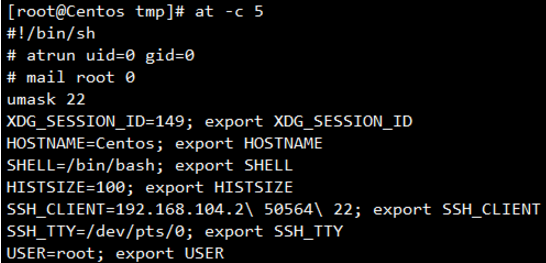 [root@Centos tmp]# at -c 5
#!/bin/sh
# atrun uid=0 gid=0
# mail root 0
umask 22
XDG_SESSION_ID=149; export XDG_SESSION_ID
HOSTNAME=Centos; export HOSTNAME
SHELL=/bin/bash; export SHELL
HISTSIZE=100; export HISTSIZE
SSH_CLIENT=192.168.104.2\ 50564\ 22; export SSH_CLIENT
SSH_TTY=/dev/pts/0; export SSH_TTY
USER=root; export USER